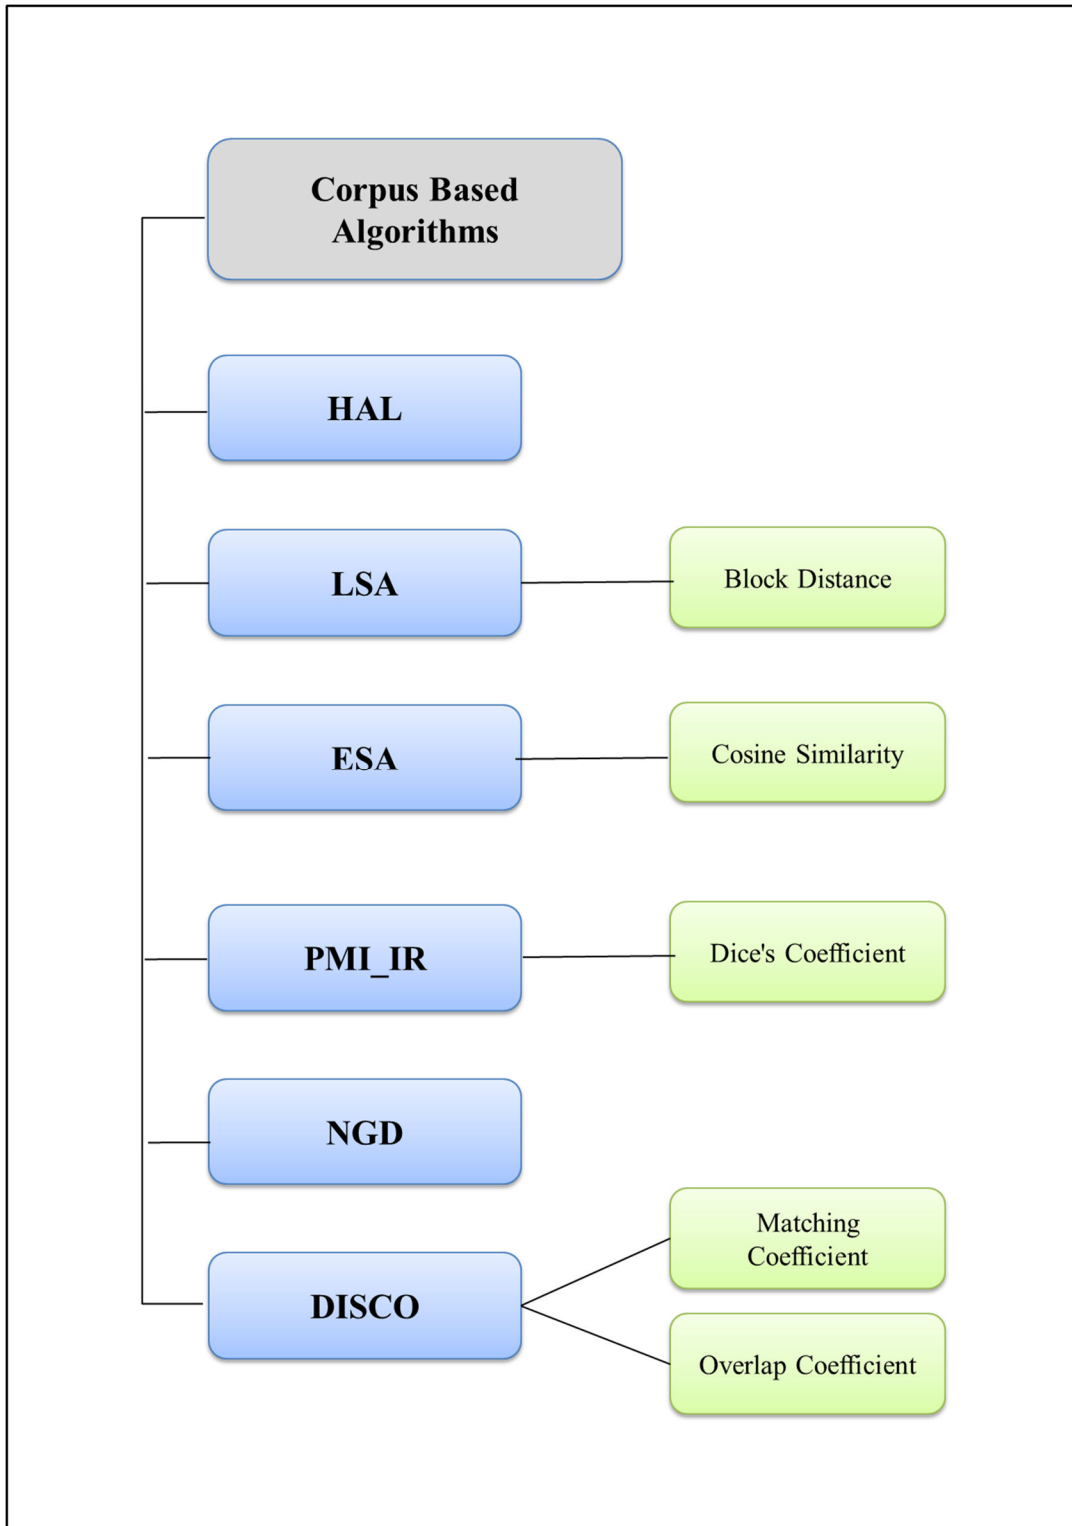 Corpus Based
Algorithms
HAL
LSA
Block Distance
ESA
Cosine Similarity
PMI_IR
Dice's Coefficient
NGD
DISCO
Matching
Coefficient
Overlap Coefficient